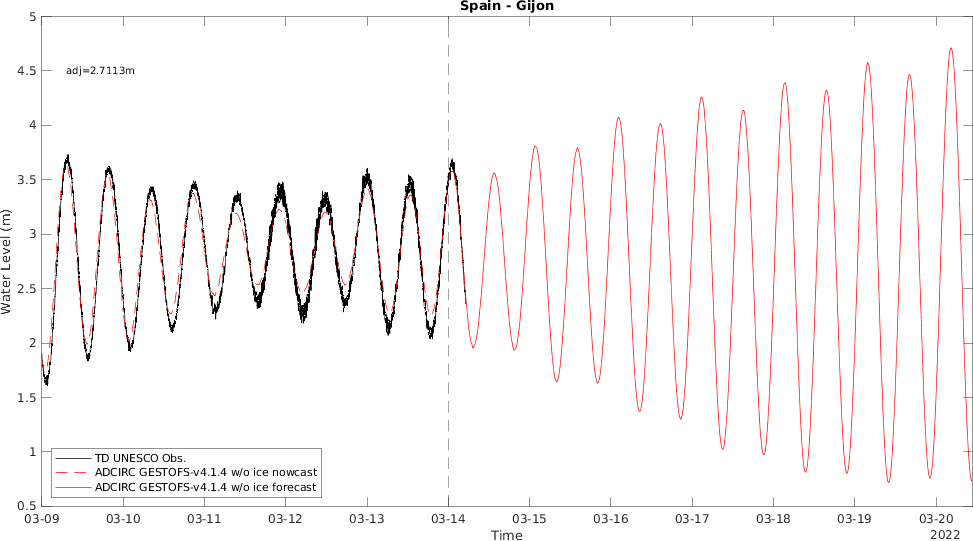 Spain - Gijon
5
4.5
4
3.5
3
2.5
2
1.5
1
0.5
Water Level (m)
adj=2.7113m
TD UNESCO Obs.
ADCIRC GESTOFS-v4.1.4 w/o ice nowcast
ADCIRC GESTOFS-v4.1.4 w/o ice forecast
03-09 03-10 03-11 03-12 03-13 03-14 03-15 03-16 03-17 03-18 03-19 03-20
Time 2022